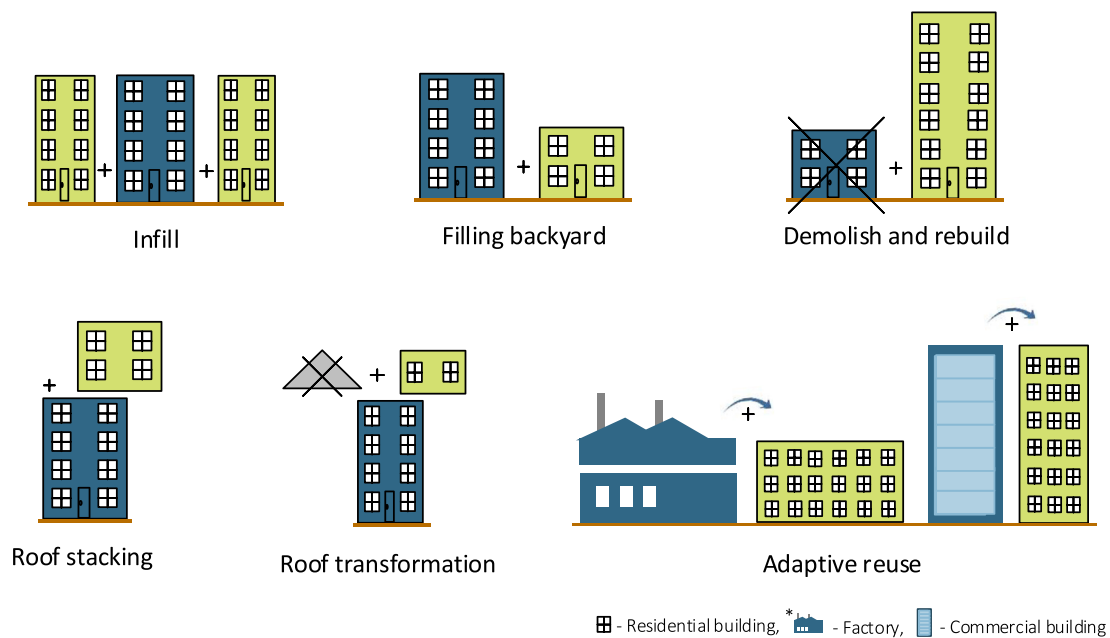 Infill
Filling backyard
Demolish and rebuild
Roof stacking
Roof transformation
Adaptive reuse
- Residential building, * - Factory, - Commercial building